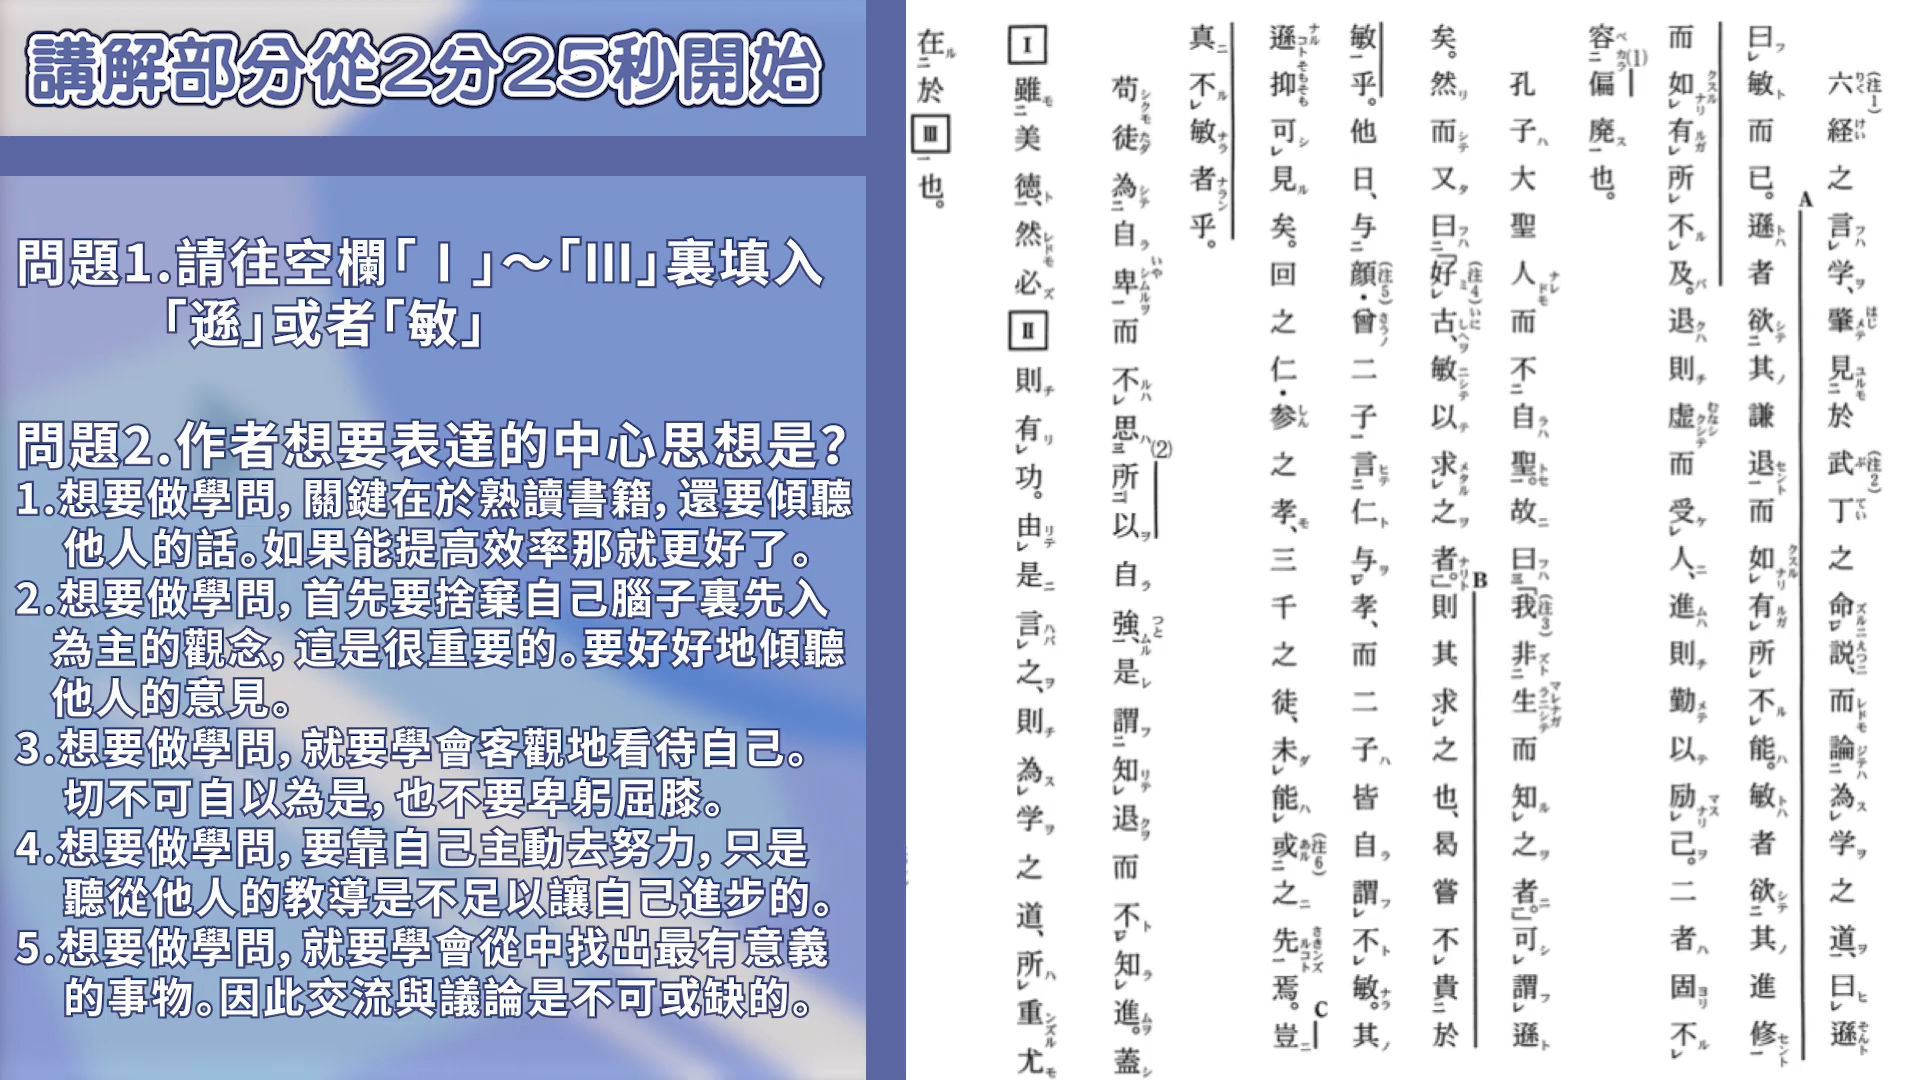 講解部分從2分25秒開始
問題1.請往空欄「Ⅰ」～「Ⅲ」裏填入
「遜」或者「敏」
問題2.作者想要表達的中心思想是?
1.想要做學問,關鍵在於熟讀書籍,還要傾聽
他人的話。如果能提高效率那就更好了。
2.想要做學問,首先要捨棄自己腦子裏先入
為主的觀念,這是很重要的。要好好地傾聽
他人的意見。
3.想要做學問,就要學會客觀地看待自己。
切不可自以為是,也不要卑躬屈膝。
4.想要做學問,要靠自己主動去努力,只是
聽從他人的教導是不足以讓自己進步的。
5.想要做學問,就要學會從中找出最有意義
的事物。因此交流與議論是不可或缺的。
六経之言学、肇見於武丁之命説、而論為学之道、曰遜
曰敏而已。遜者欲其謙退而如有所不能。敏者欲其進修
而如有所不及。退則虚而受人、進則勤以励己。二者固不
容偏廃也。
孔子大聖人而不自聖。故曰「我非生而知之者。」可謂遜
矣。然而又曰「好古、敏以求之者。」則其求之也、曷嘗不貴於
敏乎。他日、与顔・曾二子言仁与孝、而二子皆自謂不敏。其
遜抑可見矣。回之仁・参之孝、三千之徒、未能或之先焉。豈
真不敏者乎。
苟徒為自卑而不思所以自強、是謂知退而不知進。蓋
Ⅰ雖美徳、然必Ⅱ則有功。由是言之、則為学之道、所重尤
在於Ⅲ也。